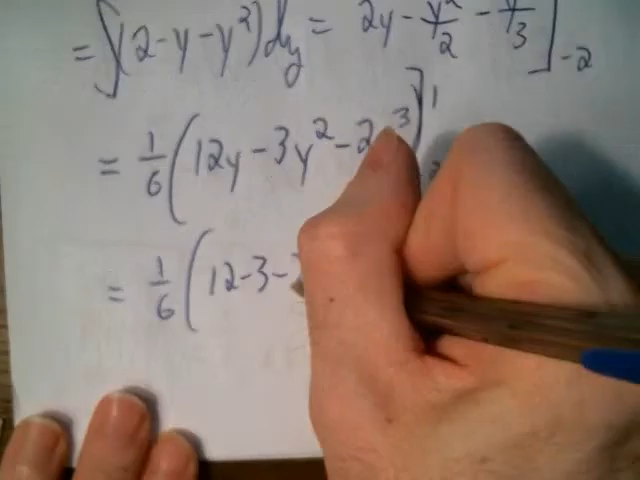 = ∫(2-y-y²)dy = 2y - y²/2 - y³/3 ]₋₂
= 1/6 (12y - 3y² - 2y³ ]¹
= 1/6 (12-3-